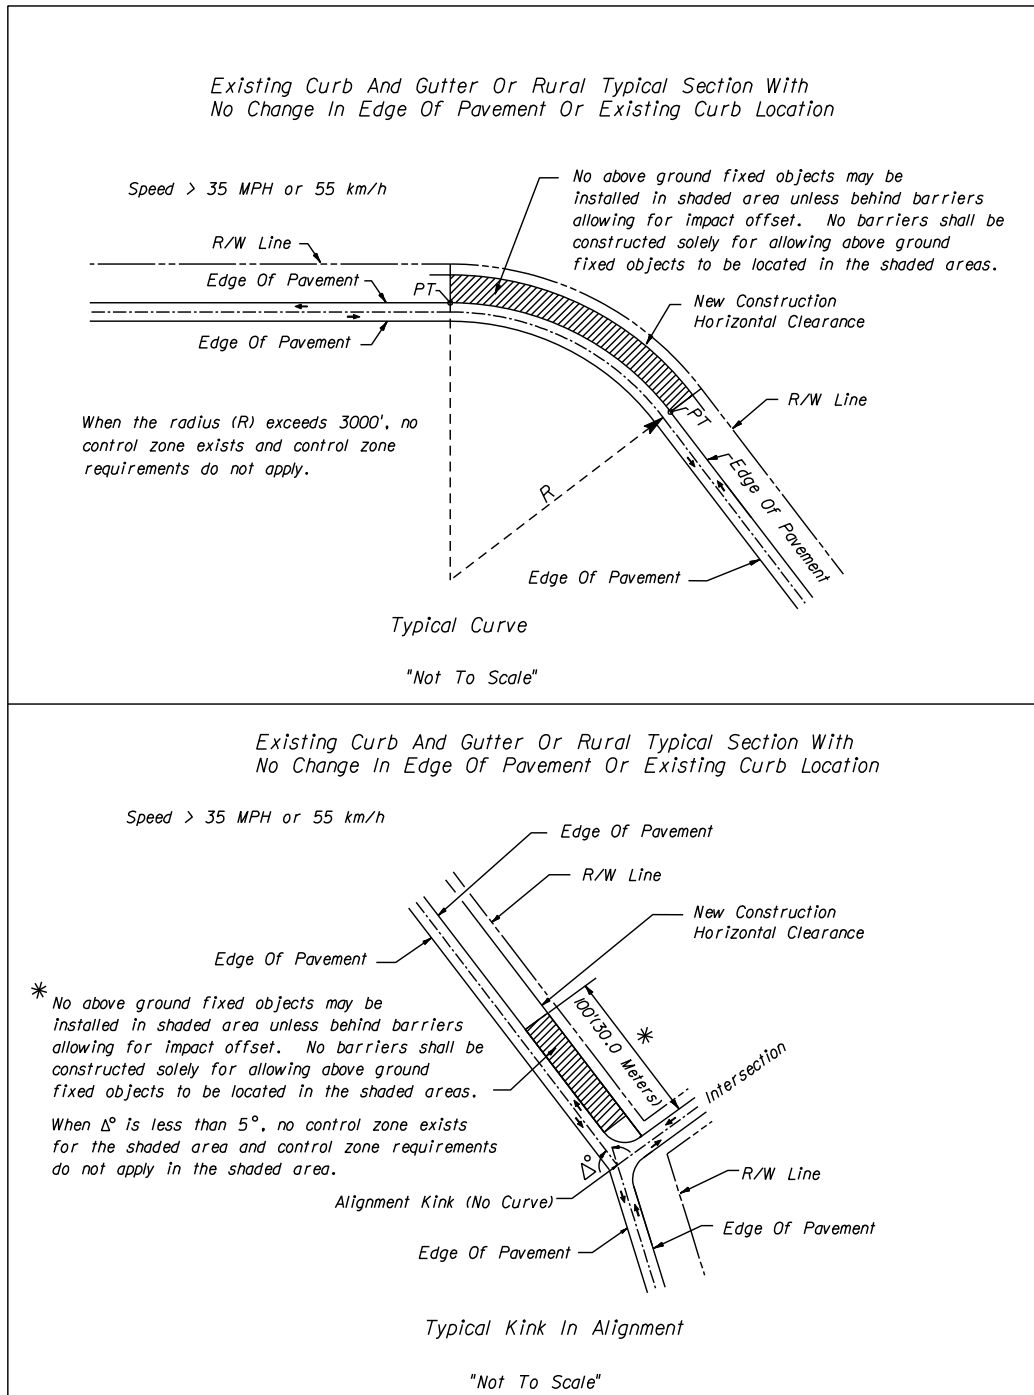 Existing Curb And Gutter Or Rural Typical Section With
No Change In Edge Of Pavement Or Existing Curb Location
Speed > 35 MPH or 55 km/h
No above ground fixed objects may be
installed in shaded area unless behind barriers
allowing for impact offset. No barriers shall be
constructed solely for allowing above ground
fixed objects to be located in the shaded areas.
R/W Line
Edge Of Pavement
PT
New Construction
Horizontal Clearance
Edge Of Pavement
R/W Line
PT
When the radius (R) exceeds 3000', no
control zone exists and control zone
requirements do not apply.
Edge Of Pavement
R
Edge Of Pavement
Typical Curve
"Not To Scale"
Existing Curb And Gutter Or Rural Typical Section With
No Change In Edge Of Pavement Or Existing Curb Location
Speed > 35 MPH or 55 km/h
Edge Of Pavement
R/W Line
New Construction
Horizontal Clearance
Edge Of Pavement
* No above ground fixed objects may be
installed in shaded area unless behind barriers
allowing for impact offset. No barriers shall be
constructed solely for allowing above ground
fixed objects to be located in the shaded areas.
100'(30.0 Meters)
*
Intersection
When Δ° is less than 5°, no control zone exists
for the shaded area and control zone requirements
do not apply in the shaded area.
Δ°
R/W Line
Alignment Kink (No Curve)
Edge Of Pavement
Edge Of Pavement
Typical Kink In Alignment
"Not To Scale"